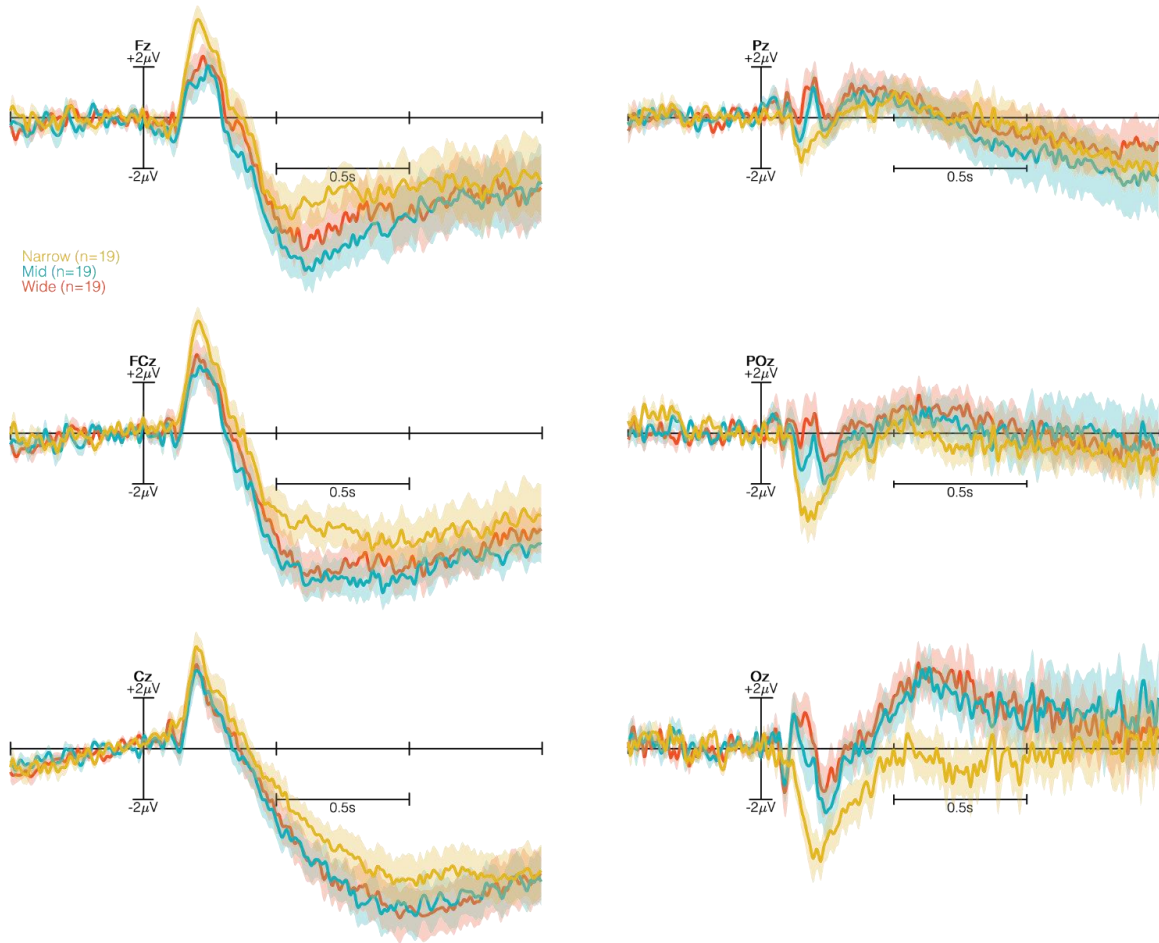 Fz
+2µV
-2µV
0.5s
Narrow (n=19)
Mid (n=19)
Wide (n=19)
FCz
+2µV
-2µV
0.5s
Cz
+2µV
-2µV
0.5s
Pz
+2µV
-2µV
0.5s
POz
+2µV
-2µV
0.5s
Oz
+2µV
-2µV
0.5s